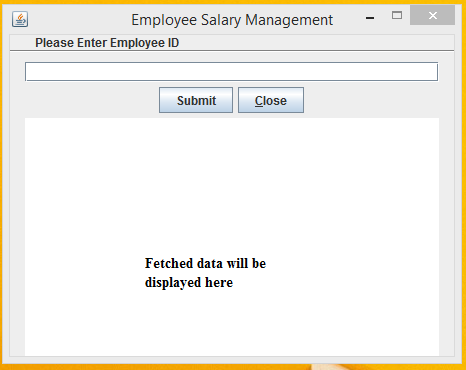 Employee Salary Management
Please Enter Employee ID
Submit Close
Fetched data will be
displayed here